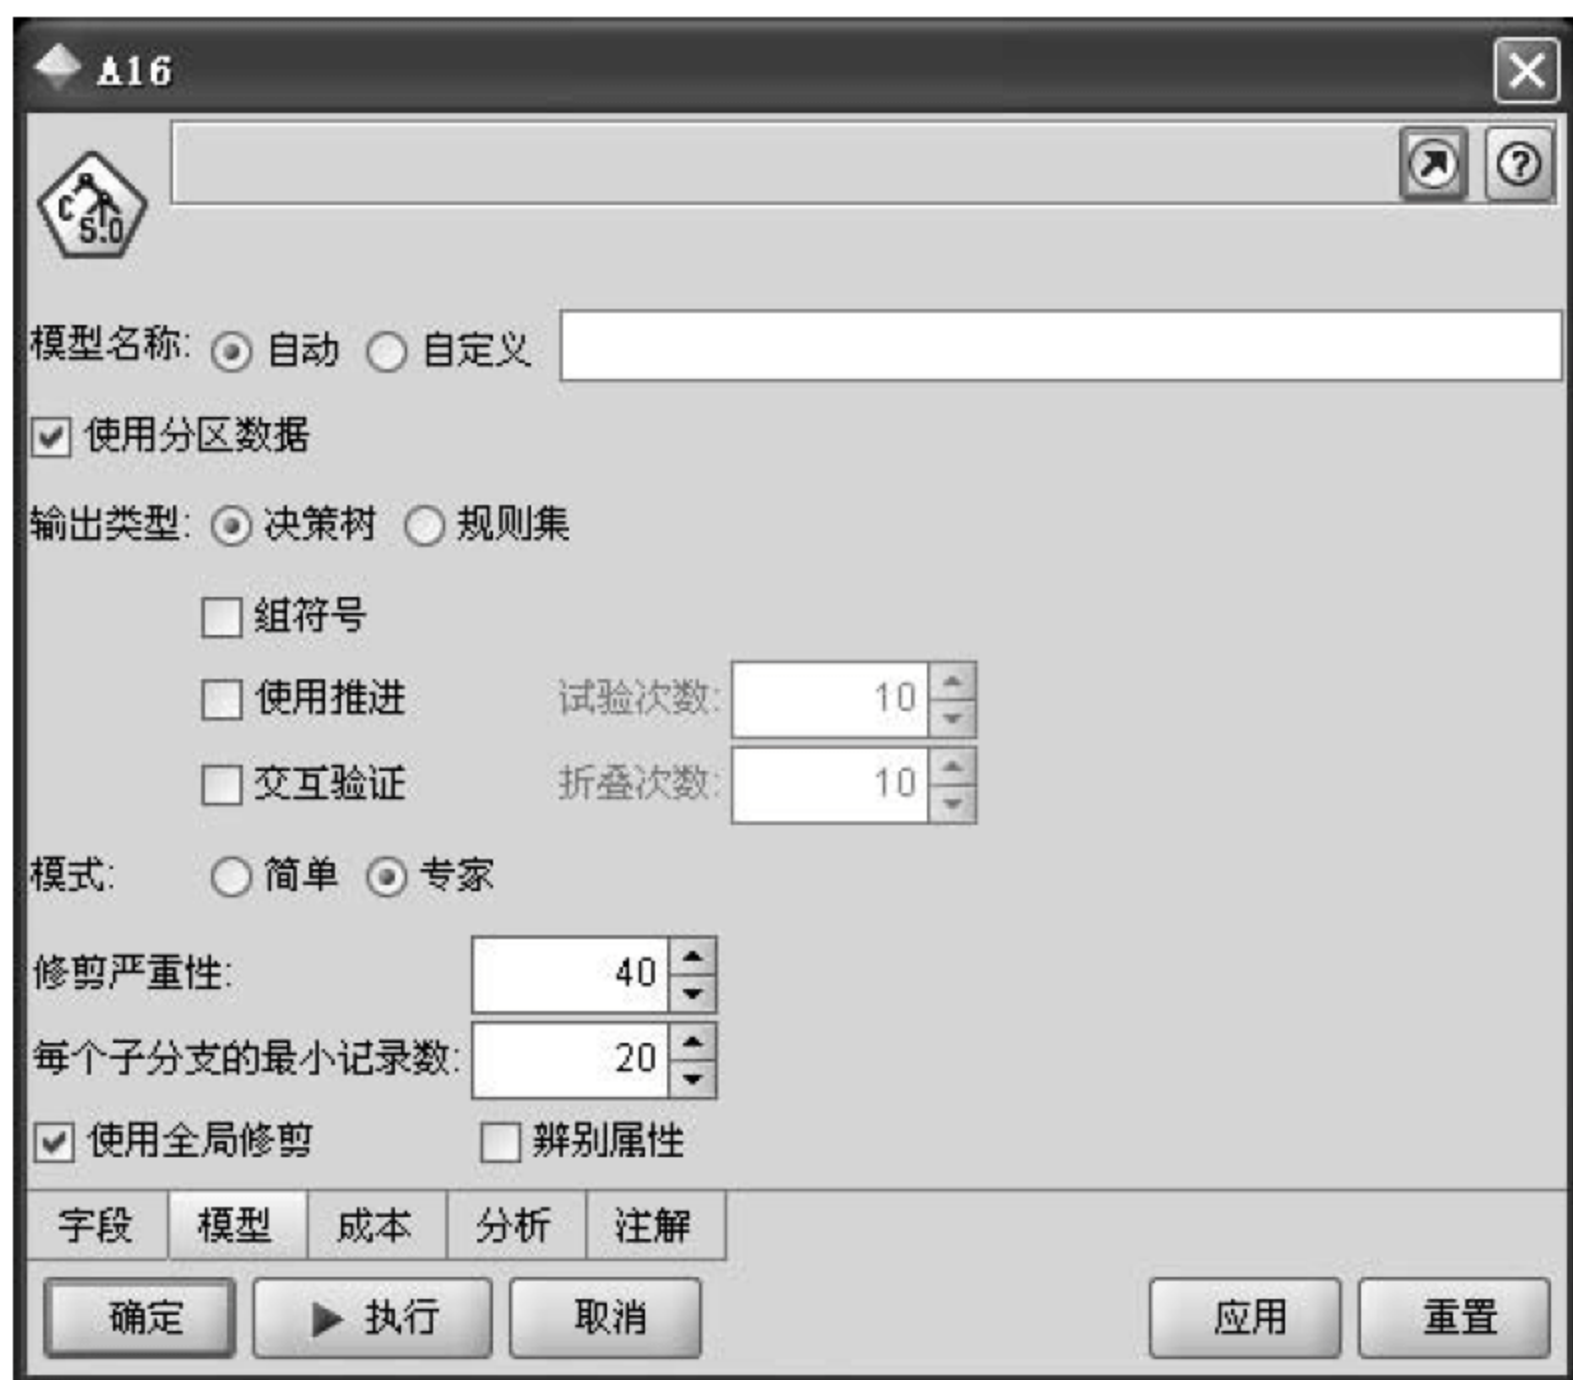 A16
C5.0
模型名称: 自动 自定义
使用分区数据
输出类型: 决策树 规则集
组符号
使用推进 试验次数: 10
交互验证 折叠次数: 10
模式: 简单 专家
修剪严重性: 40
每个子分支的最小记录数: 20
使用全局修剪 辨别属性
字段 模型 成本 分析 注解
确定 执行 取消 应用 重置